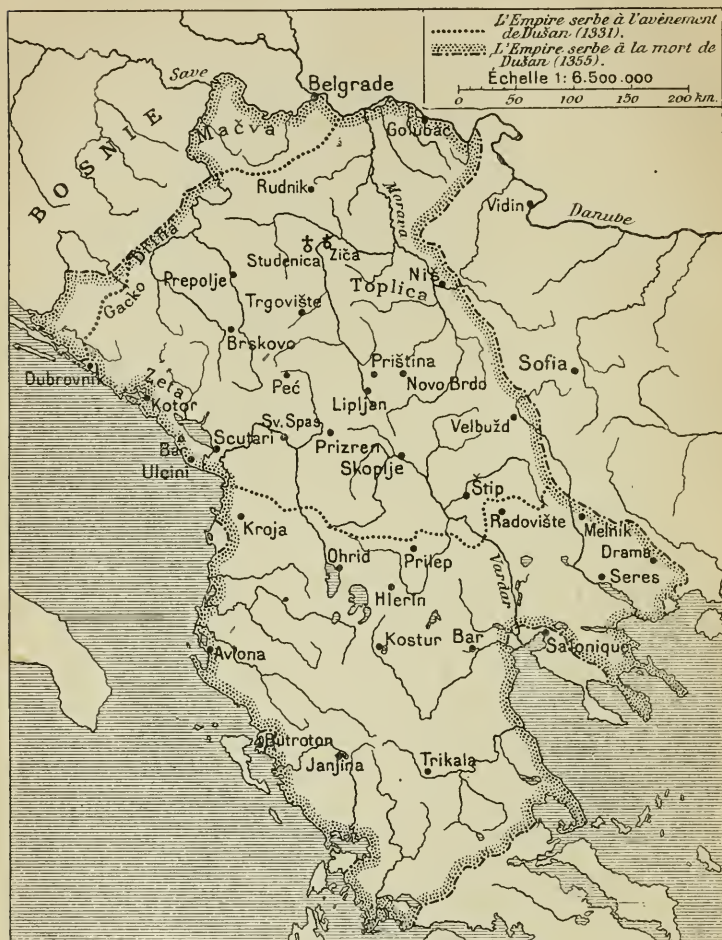 L'Empire serbe à l'avènement
de Dušan (1331).
L'Empire serbe à la mort de
Dušan (1355).
Échelle 1: 6.500.000
0 50 100 150 200 km.
Save
Belgrade
BOSNIE
Mačva
Golubac
Rudnik
Morava
Vidin
Danube
Drina
Studenica
Žiča
Niš
Prepolje
Toplica
Gacko
Trgovište
Brskovo
Sofia
Dubrovnik
Priština
Peć
Novo Brdo
Zeta
Kotor
Lipljan
Velbužd
Sv. Spas
Bar
Scutari
Prizren
Ulcini
Skoplje
Štip
Kroja
Radovište
Melnik
Ohrid
Prilep
Drama
Vardar
Seres
Hlerin
Kostur
Bar
Salonique
Avlona
Butroton
Janjina
Trikala